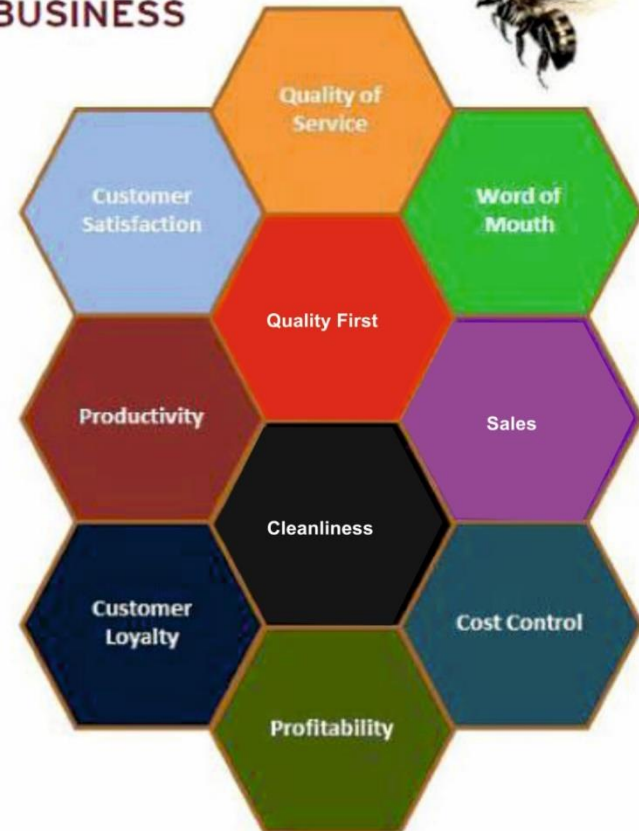 BUSINESS
Quality of
Service
Customer
Satisfaction
Word of
Mouth
Quality First
Productivity
Sales
Cleanliness
Customer
Loyalty
Cost Control
Profitability